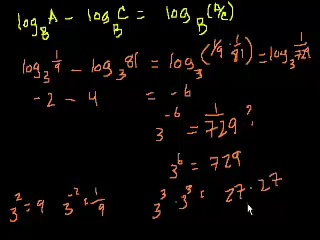 log_B A - log_B C = log_B (A/C)
log_3 1/9 - log_3 81 = log_3 (1/9 · 1/81) = log_3 1/729
-2 - 4 = -6
3^-6 = 1/729 ?
3^6 = 729
3^2 = 9 3^-2 = 1/9 3^3 · 3^3 = 27 · 27